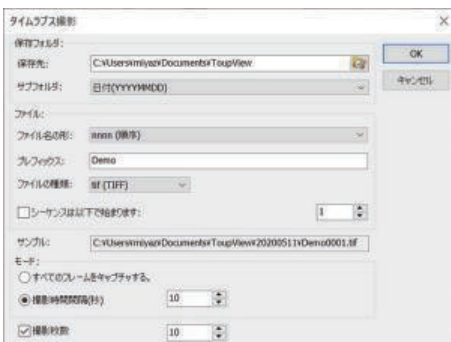 タイムラプス撮影
保存フォルダ:
保存先: C:¥Users¥miyaz¥Documents¥ToupView
サブフォルダ: 日付(YYYYMMDD)
OK
キャンセル
ファイル:
ファイル名の形: nnnn (順序)
プレフィックス: Demo
ファイルの種類: tif (TIFF)
シーケンスは以下で始まります: 1
サンプル: C:¥Users¥miyaz¥Documents¥ToupView¥20200511¥Demo0001.tif
モード:
すべてのフレームをキャプチャする。
撮影時間間隔(秒) 10
撮影枚数 10